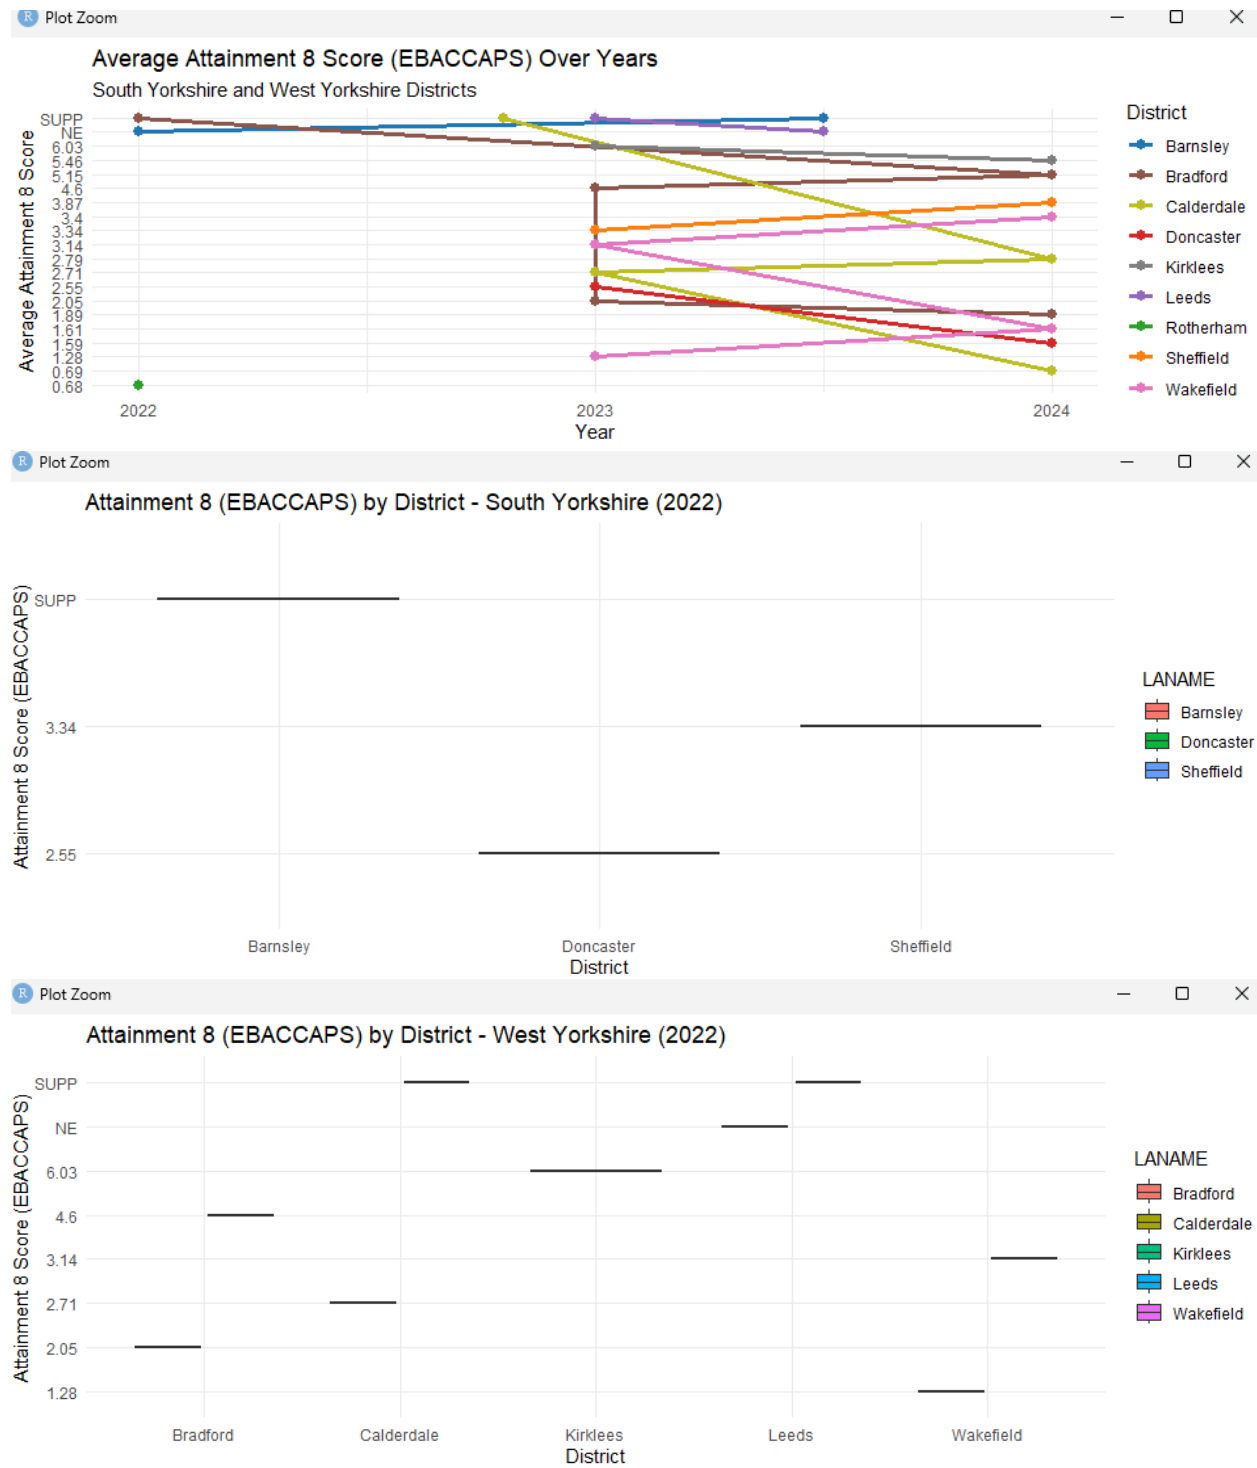 R Plot Zoom
Average Attainment 8 Score (EBACCAPS) Over Years
South Yorkshire and West Yorkshire Districts
Average Attainment 8 Score
SUPP
NE
6.03
5.46
5.15
4.6
3.87
3.4
3.34
3.14
2.79
2.71
2.55
2.05
1.89
1.61
1.59
1.28
0.69
0.68
2022
2023
2024
Year
District
Barnsley
Bradford
Calderdale
Doncaster
Kirklees
Leeds
Rotherham
Sheffield
Wakefield
R Plot Zoom
Attainment 8 (EBACCAPS) by District - South Yorkshire (2022)
Attainment 8 Score (EBACCAPS)
SUPP
3.34
2.55
Barnsley
Doncaster
Sheffield
District
LANAME
Barnsley
Doncaster
Sheffield
R Plot Zoom
Attainment 8 (EBACCAPS) by District - West Yorkshire (2022)
Attainment 8 Score (EBACCAPS)
SUPP
NE
6.03
4.6
3.14
2.71
2.05
1.28
Bradford
Calderdale
Kirklees
Leeds
Wakefield
District
LANAME
Bradford
Calderdale
Kirklees
Leeds
Wakefield